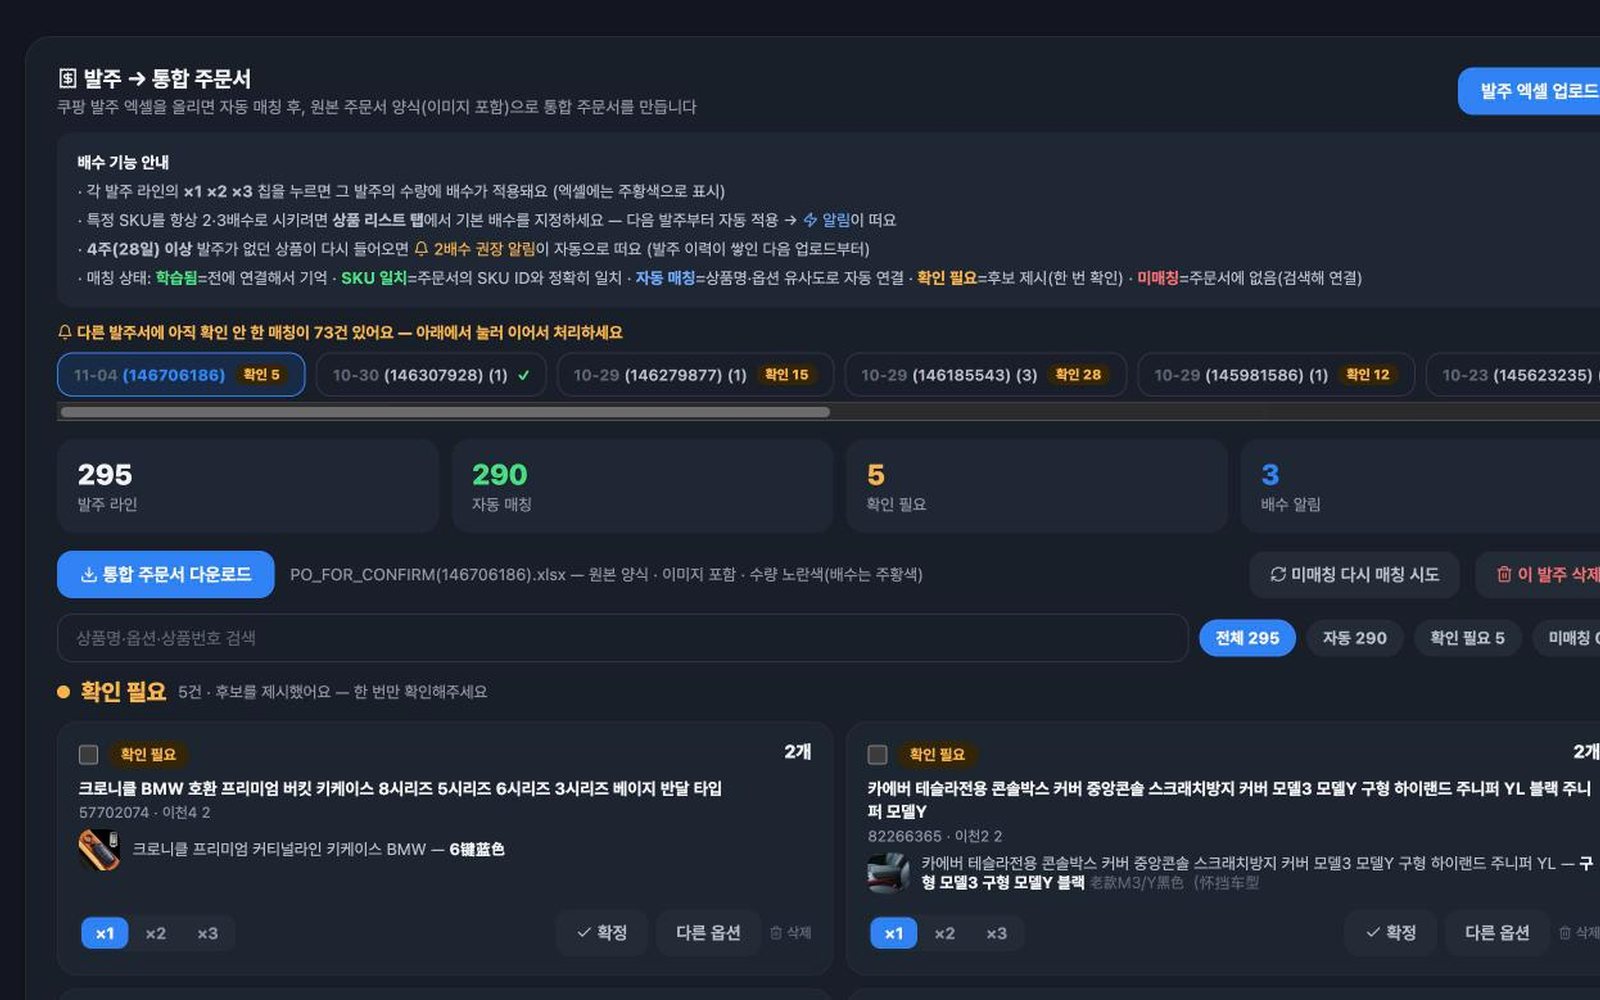 발주 → 통합 주문서
쿠팡 발주 엑셀을 올리면 자동 매칭 후, 원본 주문서 양식(이미지 포함)으로 통합 주문서를 만듭니다
발주 엑셀 업로드
배수 기능 안내
· 각 발주 라인의 ×1 ×2 ×3 칩을 누르면 그 발주의 수량에 배수가 적용돼요 (엑셀에는 주황색으로 표시)
· 특정 SKU를 항상 2·3배수로 시키려면 상품 리스트 탭에서 기본 배수를 지정하세요 — 다음 발주부터 자동 적용 → 알림이 떠요
· 4주(28일) 이상 발주가 없던 상품이 다시 들어오면 2배수 권장 알림이 자동으로 떠요 (발주 이력이 쌓인 다음 업로드부터)
· 매칭 상태: 학습됨=전에 연결해서 기억 · SKU 일치=주문서의 SKU ID와 정확히 일치 · 자동 매칭=상품명·옵션 유사도로 자동 연결 · 확인 필요=후보 제시(한 번 확인) · 미매칭=주문서에 없음(검색해 연결)
다른 발주서에 아직 확인 안 한 매칭이 73건 있어요 — 아래에서 눌러 이어서 처리하세요
11-04 (146706186) 확인 5
10-30 (146307928) (1) ✓
10-29 (146279877) (1) 확인 15
10-29 (146185543) (3) 확인 28
10-29 (145981586) (1) 확인 12
10-23 (145623235)
295
발주 라인
290
자동 매칭
5
확인 필요
3
배수 알림
통합 주문서 다운로드
PO_FOR_CONFIRM(146706186).xlsx — 원본 양식 · 이미지 포함 · 수량 노란색(배수는 주황색)
미매칭 다시 매칭 시도
이 발주 삭제
상품명·옵션·상품번호 검색
전체 295
자동 290
확인 필요 5
미매칭 0
확인 필요 5건 · 후보를 제시했어요 — 한 번만 확인해주세요
확인 필요
2개
크로니클 BMW 호환 프리미엄 버킷 키케이스 8시리즈 5시리즈 6시리즈 3시리즈 베이지 반달 타입
57702074 · 이천4 2
크로니클 프리미엄 커티널라인 키케이스 BMW — 6键蓝色
×1 ×2 ×3
✓ 확정
다른 옵션
삭제
확인 필요
2개
카에버 테슬라전용 콘솔박스 커버 중앙콘솔 스크래치방지 커버 모델3 모델Y 구형 하이랜드 주니퍼 YL 블랙 주니
퍼 모델Y
82266365 · 이천2 2
카에버 테슬라전용 콘솔박스 커버 중앙콘솔 스크래치방지 커버 모델3 모델Y 구형 하이랜드 주니퍼 YL — 구
형 모델3 구형 모델Y 블랙 老款M3/Y黑色（怀挡车型
×1 ×2 ×3
✓ 확정
다른 옵션
삭제